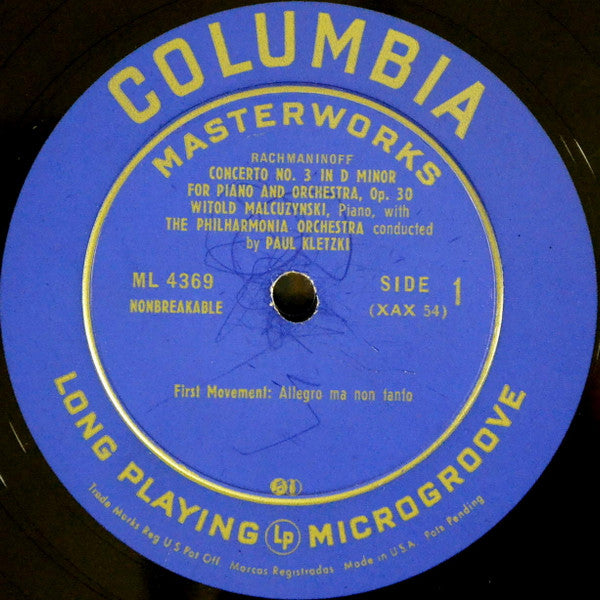 COLUMBIA
MASTERWORKS
RACHMANINOFF
CONCERTO NO. 3 IN D MINOR
FOR PIANO AND ORCHESTRA, Op. 30
WITOLD MALCUZYNSKI, Piano, with
THE PHILHARMONIA ORCHESTRA conducted
by PAUL KLETZKI
ML 4369
NONBREAKABLE
SIDE 1
(XAX 54)
First Movement: Allegro ma non tanto
LONG PLAYING Lp MICROGROOVE
Trade Marks Reg U S Pat Off. Marcas Registradas Made in U.S.A. Pats Pending